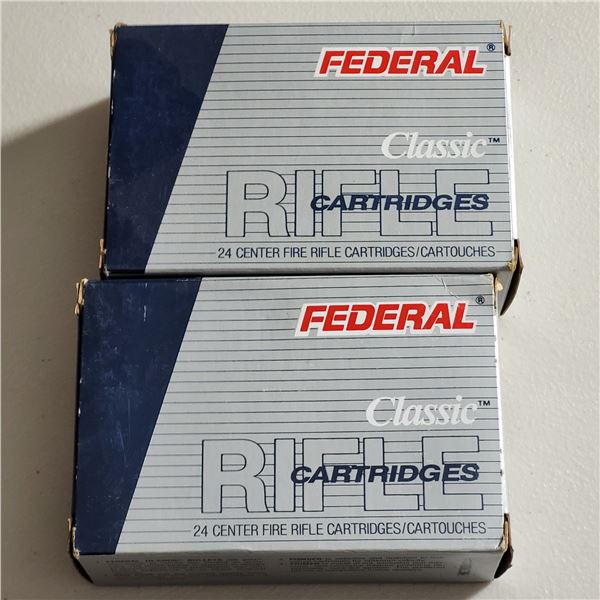 FEDERAL®
Classic™
RIFLE
CARTRIDGES
24 CENTER FIRE RIFLE CARTRIDGES/CARTOUCHES
FEDERAL®
Classic™
RIFLE
CARTRIDGES
24 CENTER FIRE RIFLE CARTRIDGES/CARTOUCHES